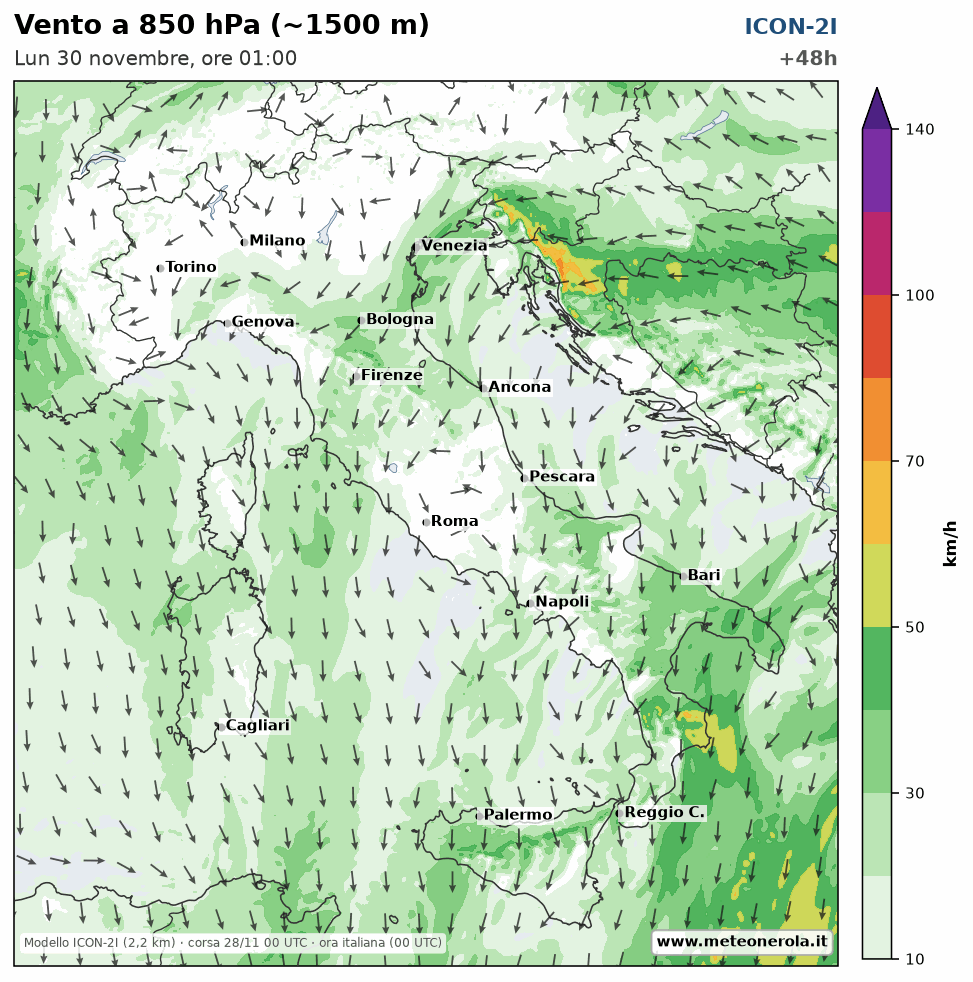 Vento a 850 hPa (~1500 m)
ICON-2I
Lun 30 novembre, ore 01:00
+48h
140
Milano
Venezia
Torino
100
Genova
Bologna
Firenze
Ancona
70
Pescara
Roma
km/h
Bari
Napoli
50
Cagliari
30
Palermo
Reggio C.
Modello ICON-2I (2,2 km) · corsa 28/11 00 UTC · ora italiana (00 UTC)
www.meteonerola.it
10